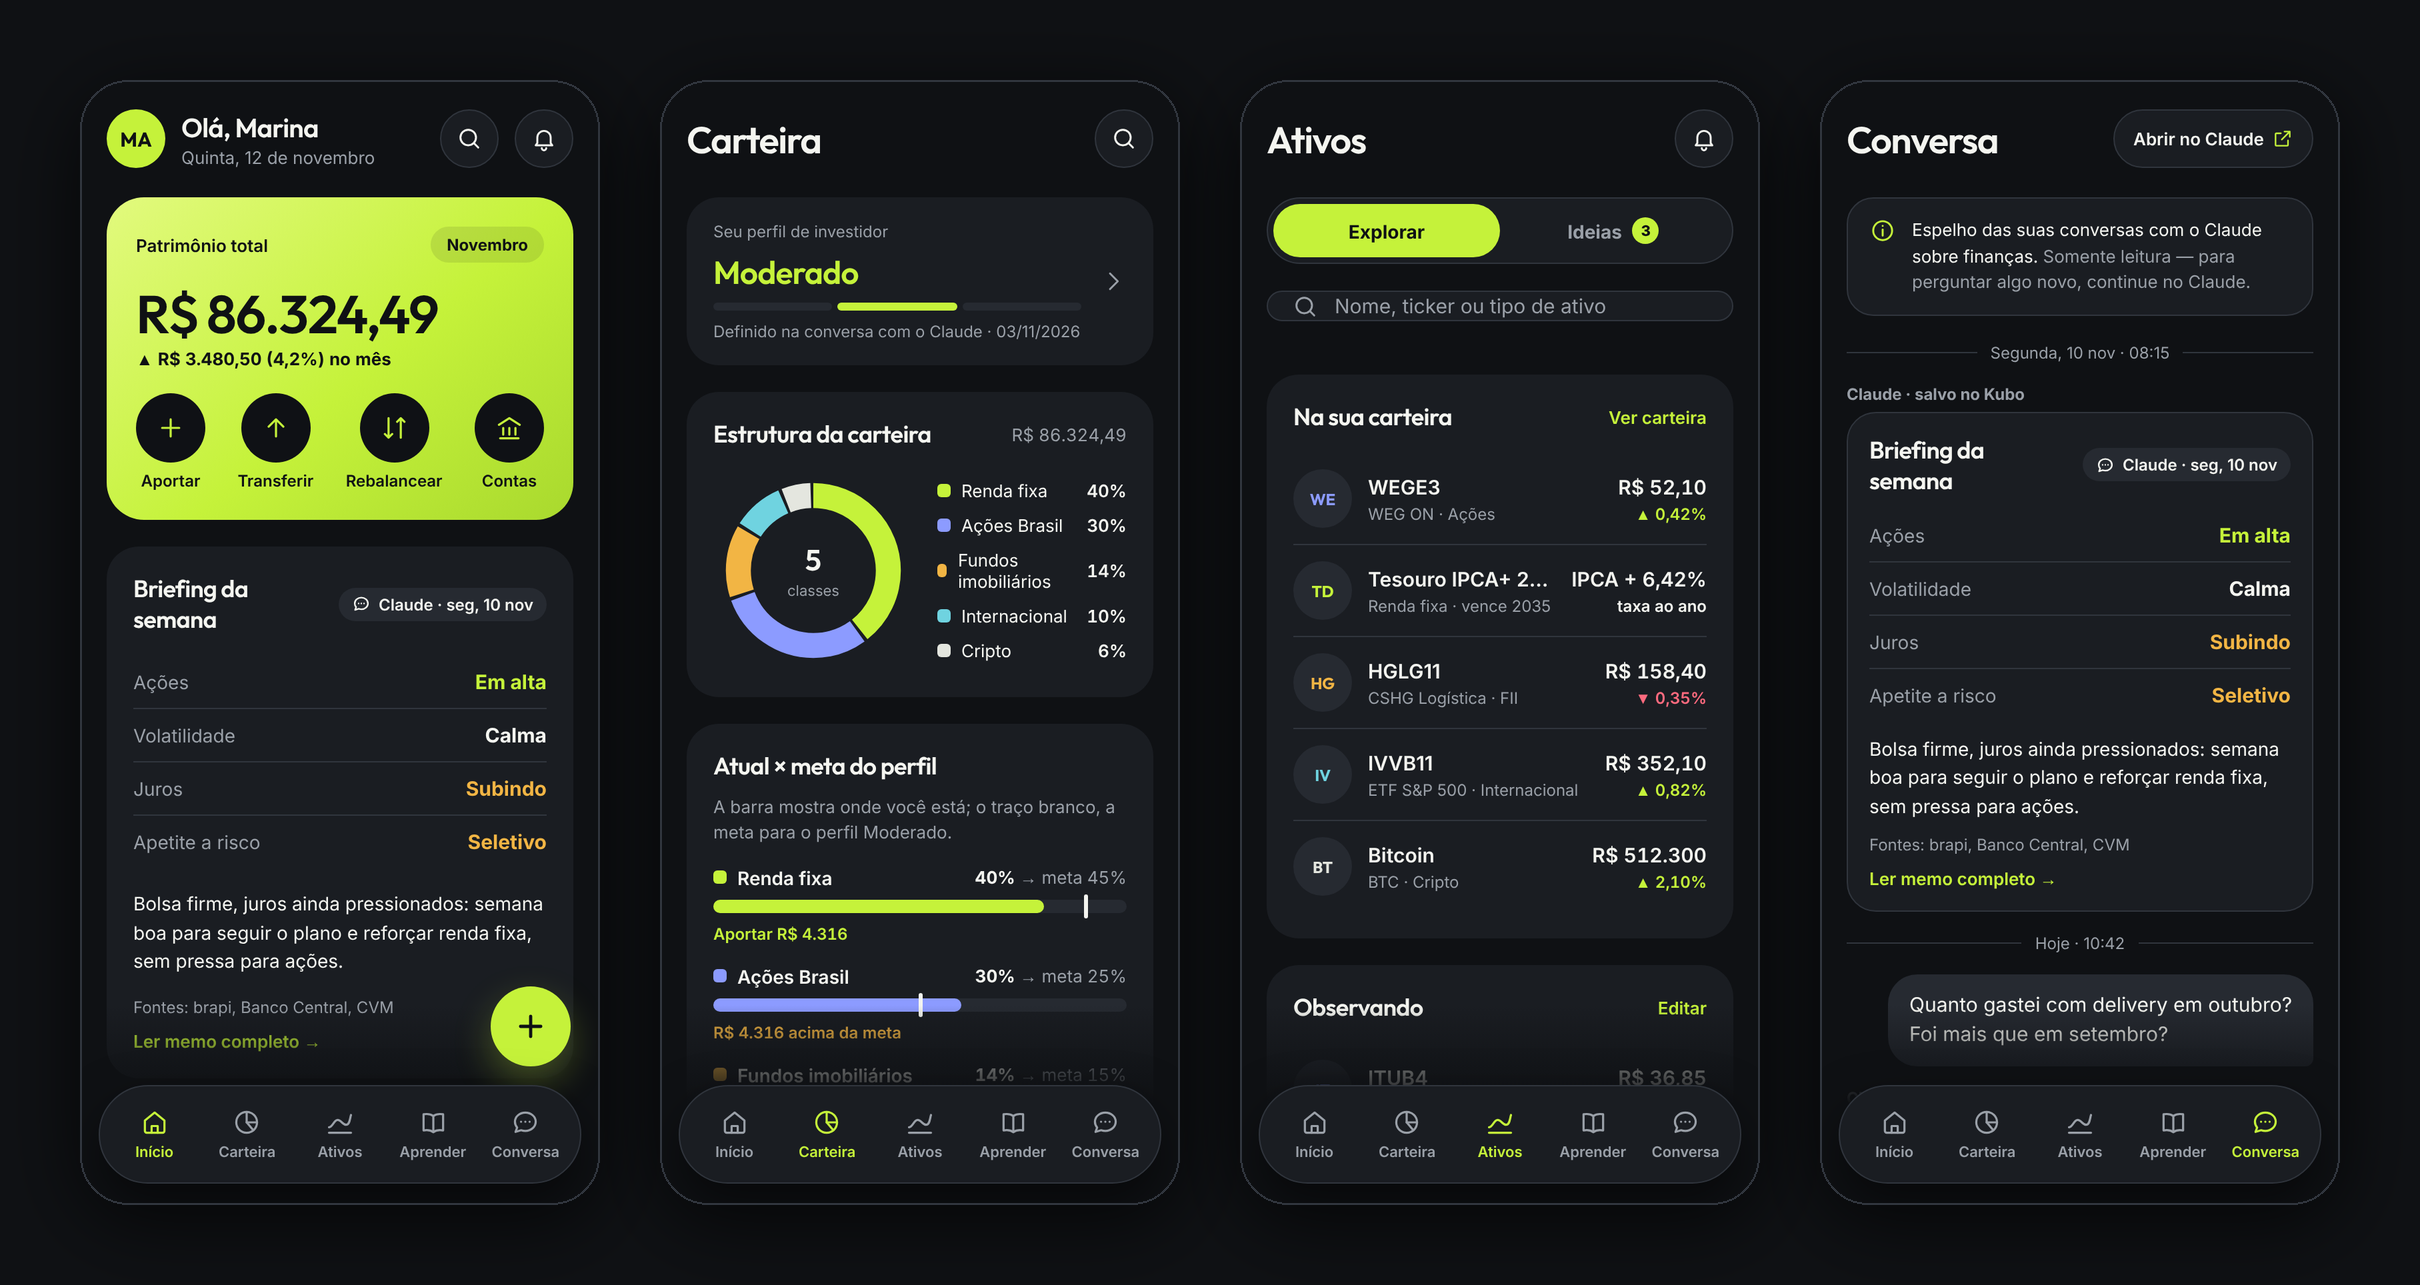 MA
Olá, Marina
Quinta, 12 de novembro
Patrimônio total
Novembro
R$ 86.324,49
▲ R$ 3.480,50 (4,2%) no mês
Aportar
Transferir
Rebalancear
Contas
Briefing da
semana
Claude · seg, 10 nov
Ações
Em alta
Volatilidade
Calma
Juros
Subindo
Apetite a risco
Seletivo
Bolsa firme, juros ainda pressionados: semana
boa para seguir o plano e reforçar renda fixa,
sem pressa para ações.
Fontes: brapi, Banco Central, CVM
Ler memo completo →
Início
Carteira
Ativos
Aprender
Conversa
Carteira
Seu perfil de investidor
Moderado
Definido na conversa com o Claude · 03/11/2026
Estrutura da carteira
R$ 86.324,49
5
classes
Renda fixa 40%
Ações Brasil 30%
Fundos
imobiliários 14%
Internacional 10%
Cripto 6%
Atual × meta do perfil
A barra mostra onde você está; o traço branco, a
meta para o perfil Moderado.
Renda fixa 40% → meta 45%
Aportar R$ 4.316
Ações Brasil 30% → meta 25%
R$ 4.316 acima da meta
Fundos imobiliários 14% → meta 15%
Início
Carteira
Ativos
Aprender
Conversa
Ativos
Explorar
Ideias 3
Nome, ticker ou tipo de ativo
Na sua carteira
Ver carteira
WE
WEGE3
R$ 52,10
WEG ON · Ações
▲ 0,42%
TD
Tesouro IPCA+ 2...
IPCA + 6,42%
Renda fixa · vence 2035
taxa ao ano
HG
HGLG11
R$ 158,40
CSHG Logística · FII
▼ 0,35%
IV
IVVB11
R$ 352,10
ETF S&P 500 · Internacional
▲ 0,82%
BT
Bitcoin
R$ 512.300
BTC · Cripto
▲ 2,10%
Observando
Editar
ITUB4
R$ 36,85
Início
Carteira
Ativos
Aprender
Conversa
Conversa
Abrir no Claude
Espelho das suas conversas com o Claude
sobre finanças. Somente leitura — para
perguntar algo novo, continue no Claude.
Segunda, 10 nov · 08:15
Claude · salvo no Kubo
Briefing da
semana
Claude · seg, 10 nov
Ações
Em alta
Volatilidade
Calma
Juros
Subindo
Apetite a risco
Seletivo
Bolsa firme, juros ainda pressionados: semana
boa para seguir o plano e reforçar renda fixa,
sem pressa para ações.
Fontes: brapi, Banco Central, CVM
Ler memo completo →
Hoje · 10:42
Quanto gastei com delivery em outubro?
Foi mais que em setembro?
Início
Carteira
Ativos
Aprender
Conversa